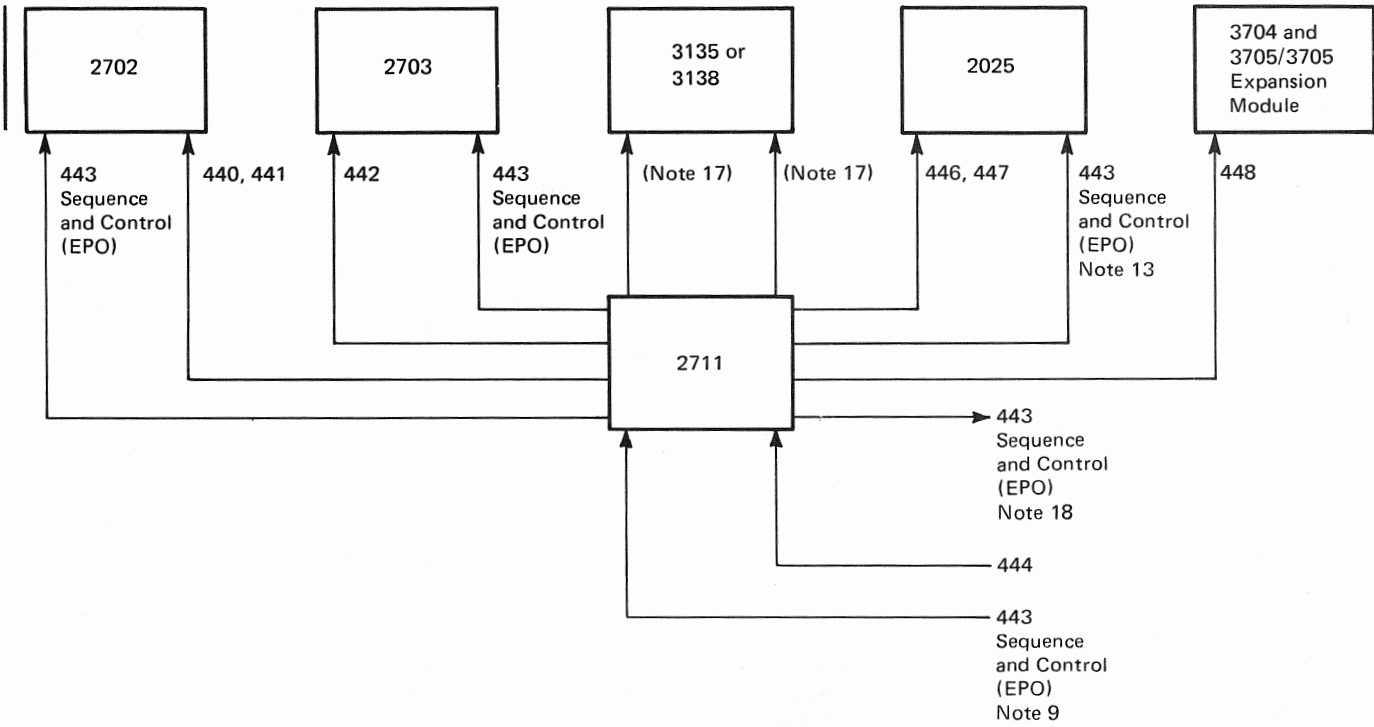 2702
2703
3135 or
3138
2025
3704 and
3705/3705
Expansion
Module
443
Sequence
and Control
(EPO)
440, 441
442
443
Sequence
and Control
(EPO)
(Note 17)
(Note 17)
446, 447
443
Sequence
and Control
(EPO)
Note 13
448
2711
443
Sequence
and Control
(EPO)
Note 18
444
443
Sequence
and Control
(EPO)
Note 9